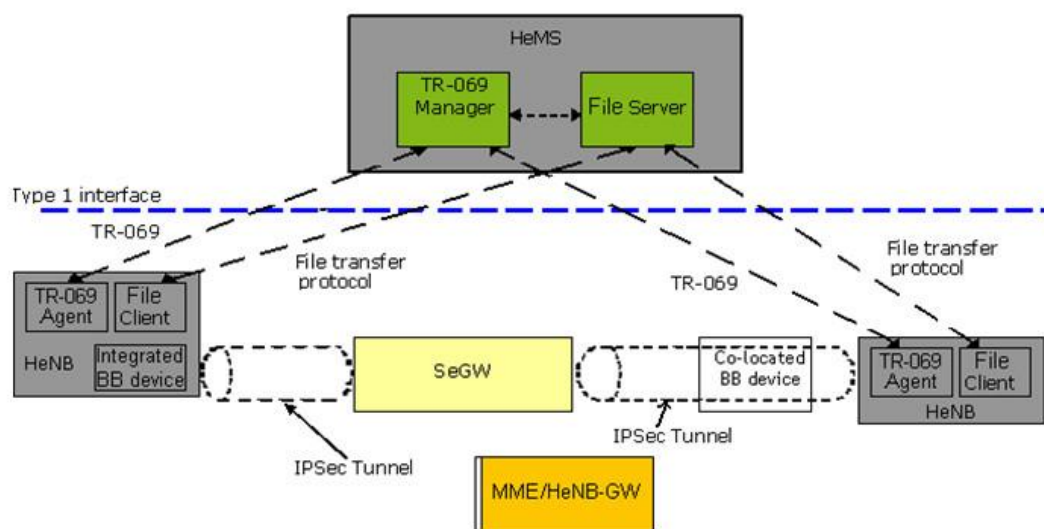 HeMS
TR-069
Manager
File Server
Type 1 interface
TR-069
File transfer
protocol
File transfer
protocol
TR-069
TR-069
Agent
File
Client
HeNB
Integrated
BB device
SeGW
Co-located
BB device
TR-069
Agent
File
Client
HeNB
IPSec Tunnel
IPSec Tunnel
MME/HeNB-GW